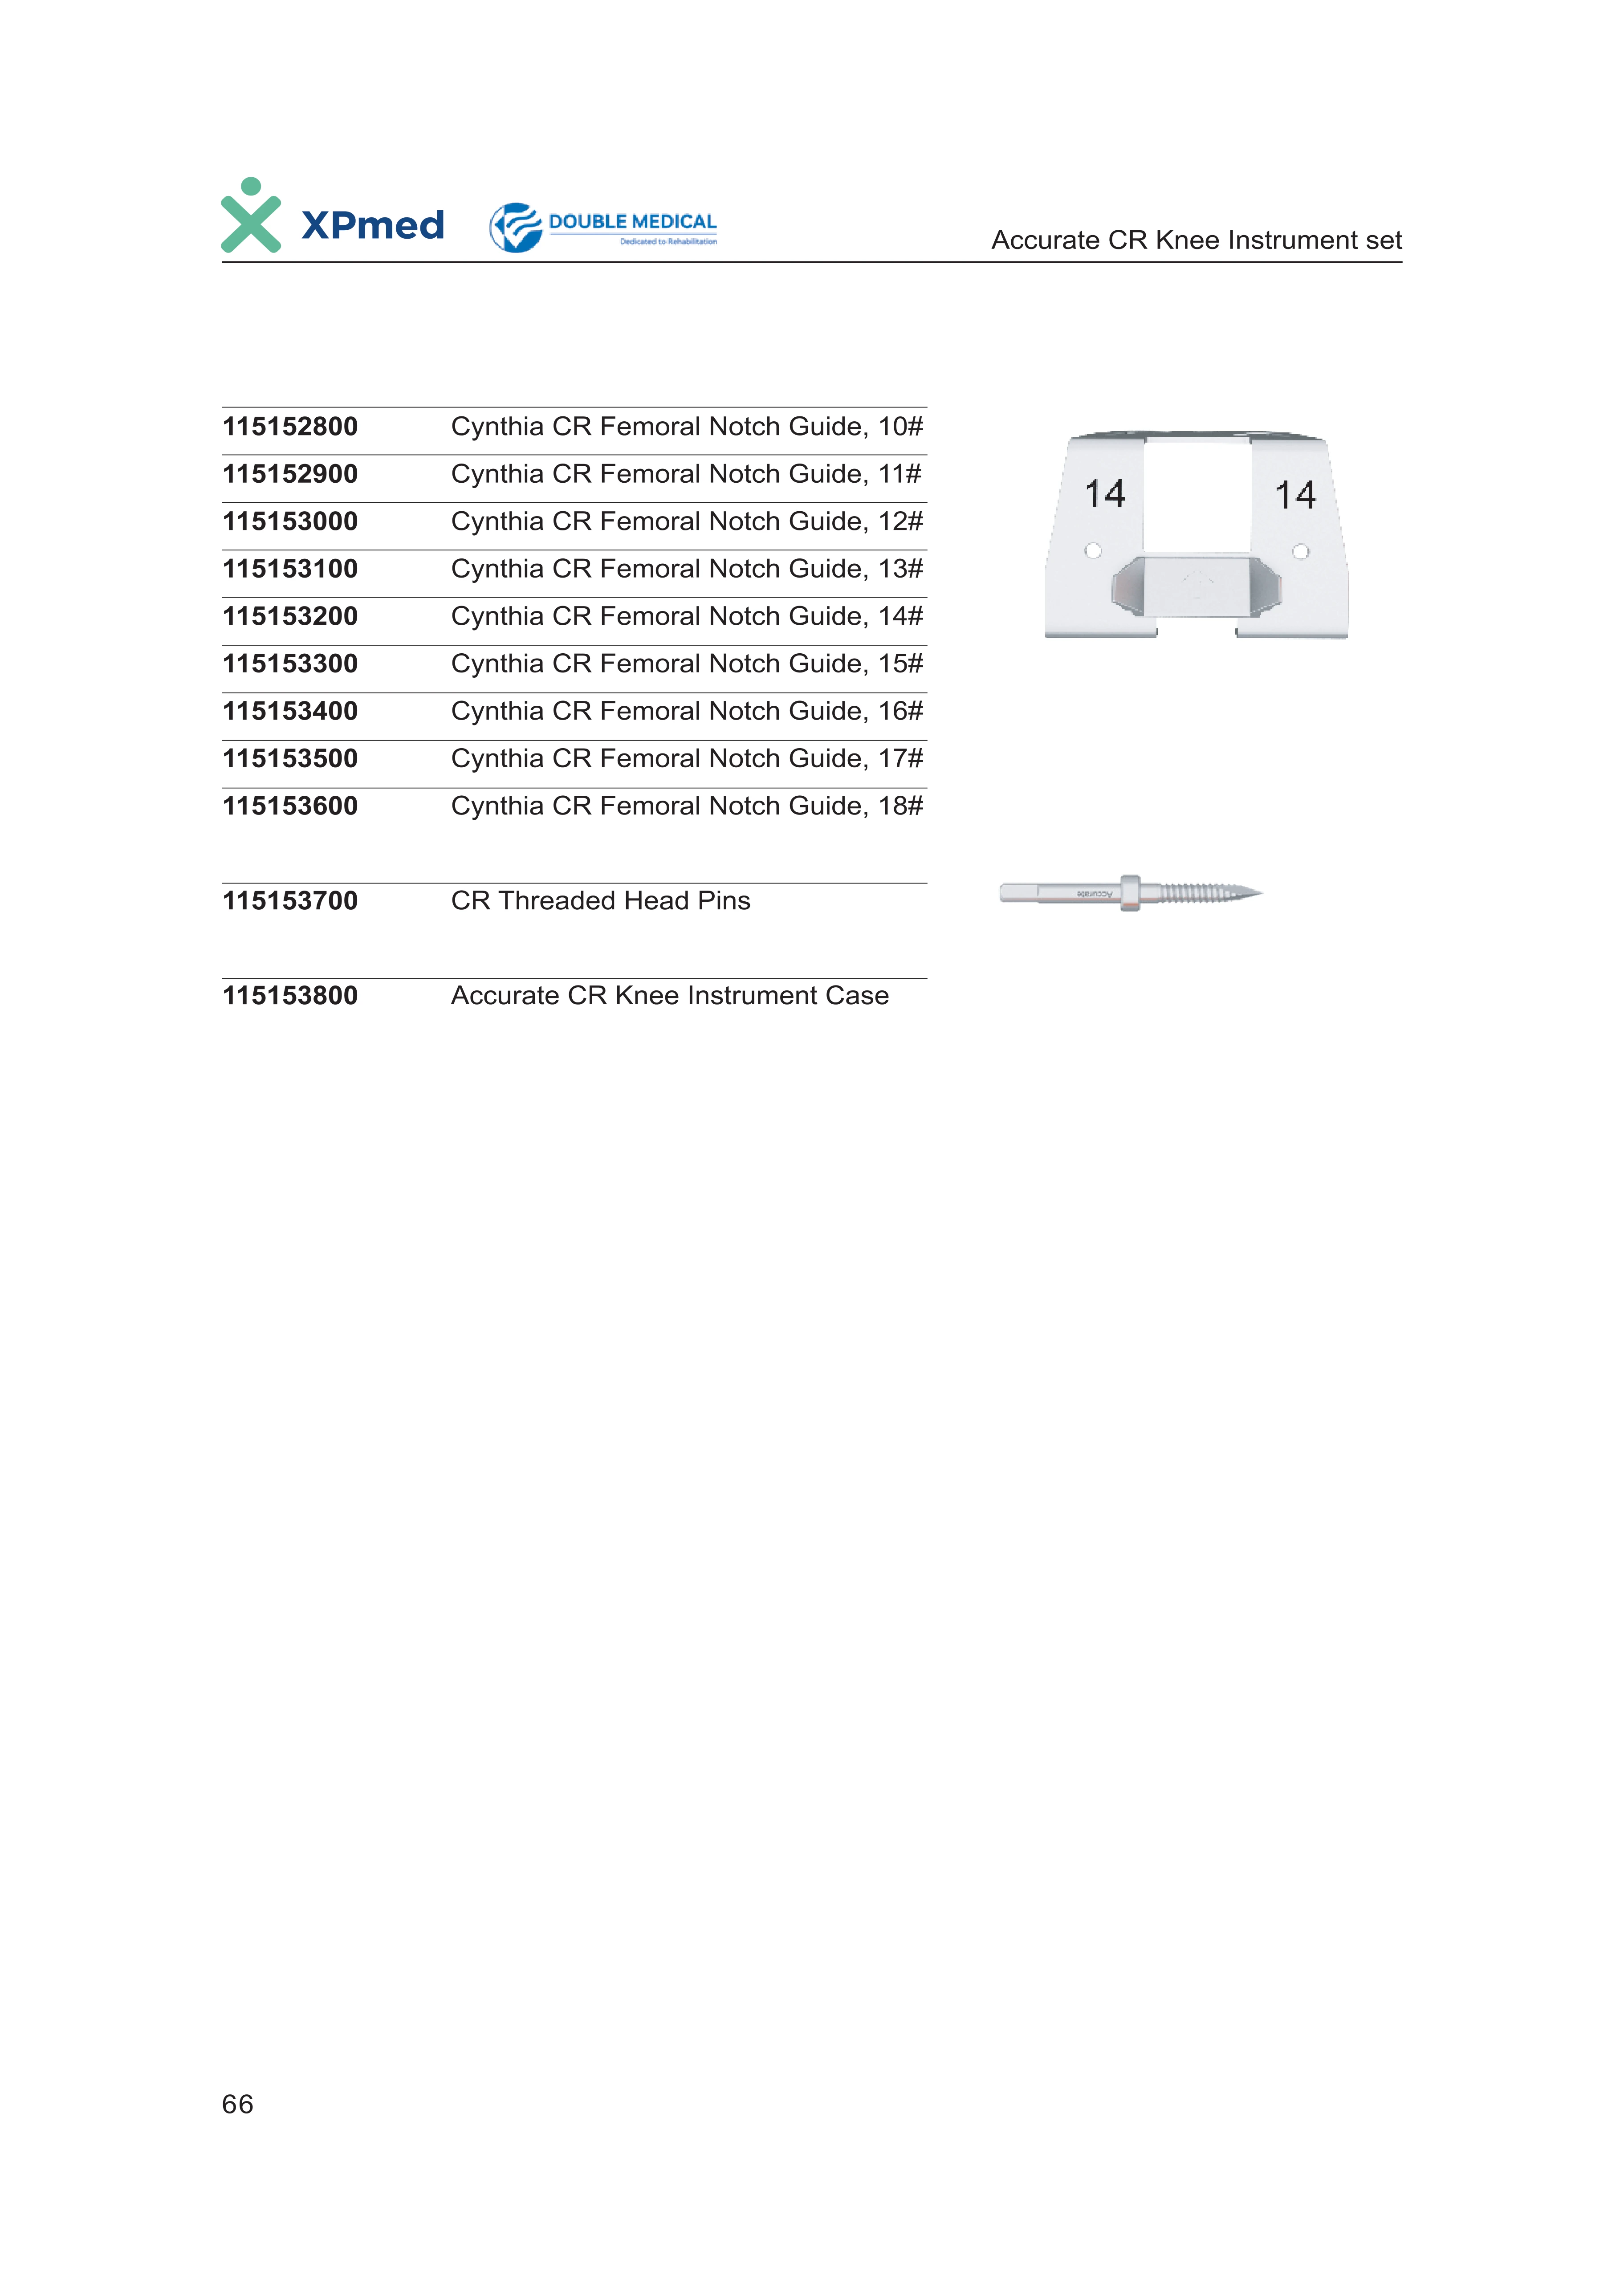 XPmed
DOUBLE MEDICAL
Dedicated to Rehabilitation
Accurate CR Knee Instrument set
115152800 Cynthia CR Femoral Notch Guide, 10#
115152900 Cynthia CR Femoral Notch Guide, 11#
115153000 Cynthia CR Femoral Notch Guide, 12#
115153100 Cynthia CR Femoral Notch Guide, 13#
115153200 Cynthia CR Femoral Notch Guide, 14#
115153300 Cynthia CR Femoral Notch Guide, 15#
115153400 Cynthia CR Femoral Notch Guide, 16#
115153500 Cynthia CR Femoral Notch Guide, 17#
115153600 Cynthia CR Femoral Notch Guide, 18#
14 14
115153700 CR Threaded Head Pins
Accurate
115153800 Accurate CR Knee Instrument Case
66